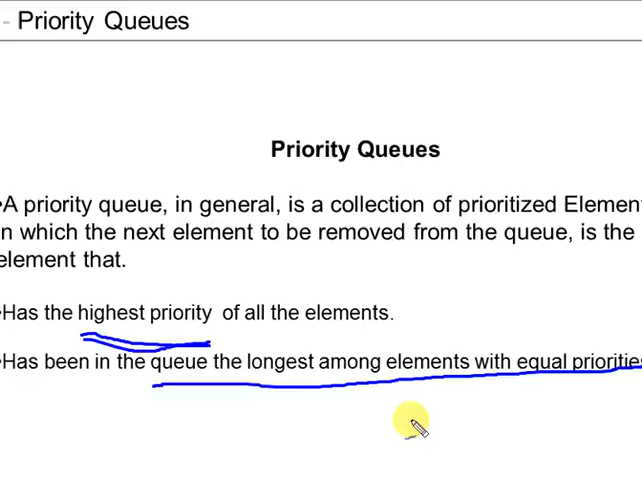 - Priority Queues
Priority Queues
•A priority queue, in general, is a collection of prioritized Elemen
n which the next element to be removed from the queue, is the
element that.
•Has the highest priority of all the elements.
•Has been in the queue the longest among elements with equal priorities